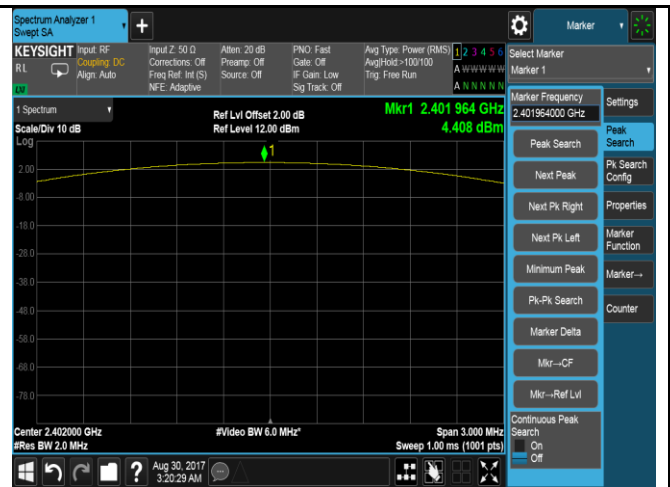 Spectrum Analyzer 1
Swept SA
Marker
KEYSIGHT
RL
LV
Input: RF
Coupling: DC
Align: Auto
Input Z: 50 Ω
Corrections: Off
Freq Ref: Int (S)
NFE: Adaptive
Atten: 20 dB
Preamp: Off
Source: Off
PNO: Fast
Gate: Off
IF Gain: Low
Sig Track: Off
Avg Type: Power (RMS)
Avg|Hold:>100/100
Trig: Free Run
1 2 3 4 5 6
A W W W W W
A N N N N N
Select Marker
Marker 1
1 Spectrum
Scale/Div 10 dB
Log
Ref Lvl Offset 2.00 dB
Ref Level 12.00 dBm
Mkr1 2.401 964 GHz
4.408 dBm
1
2.00
-8.00
-18.0
-28.0
-38.0
-48.0
-58.0
-68.0
-78.0
Center 2.402000 GHz
#Res BW 2.0 MHz
#Video BW 6.0 MHz*
Span 3.000 MHz
Sweep 1.00 ms (1001 pts)
Marker Frequency
2.401964000 GHz
Peak Search
Next Peak
Next Pk Right
Next Pk Left
Minimum Peak
Pk-Pk Search
Marker Delta
Mkr→CF
Mkr→Ref Lvl
Continuous Peak
Search
On
Off
Settings
Peak
Search
Pk Search
Config
Properties
Marker
Function
Marker→
Counter
?
Aug 30, 2017
3:20:29 AM